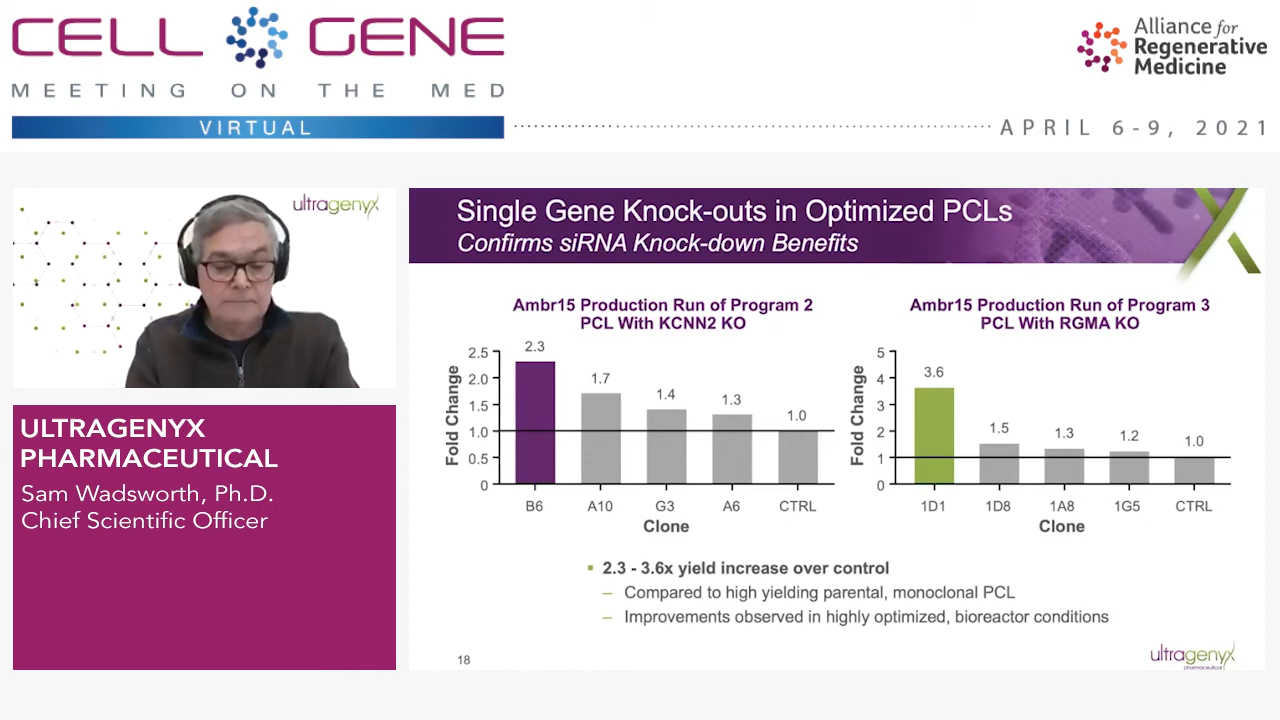 CELL GENE
MEETING ON THE MED
VIRTUAL
Alliance for
Regenerative
Medicine
APRIL 6-9, 2021
ultragenyx
ULTRAGENYX
PHARMACEUTICAL
Sam Wadsworth, Ph.D.
Chief Scientific Officer
Single Gene Knock-outs in Optimized PCLs
Confirms siRNA Knock-down Benefits
Ambr15 Production Run of Program 2
PCL With KCNN2 KO
Fold Change
2.5
2.0
1.5
1.0
0.5
0
2.3
1.7
1.4
1.3
1.0
B6 A10 G3 A6 CTRL
Clone
Ambr15 Production Run of Program 3
PCL With RGMA KO
Fold Change
5
4
3
2
1
0
3.6
1.5
1.3
1.2
1.0
1D1 1D8 1A8 1G5 CTRL
Clone
▪ 2.3 - 3.6x yield increase over control
– Compared to high yielding parental, monoclonal PCL
– Improvements observed in highly optimized, bioreactor conditions
18
ultragenyx
pharmaceutical